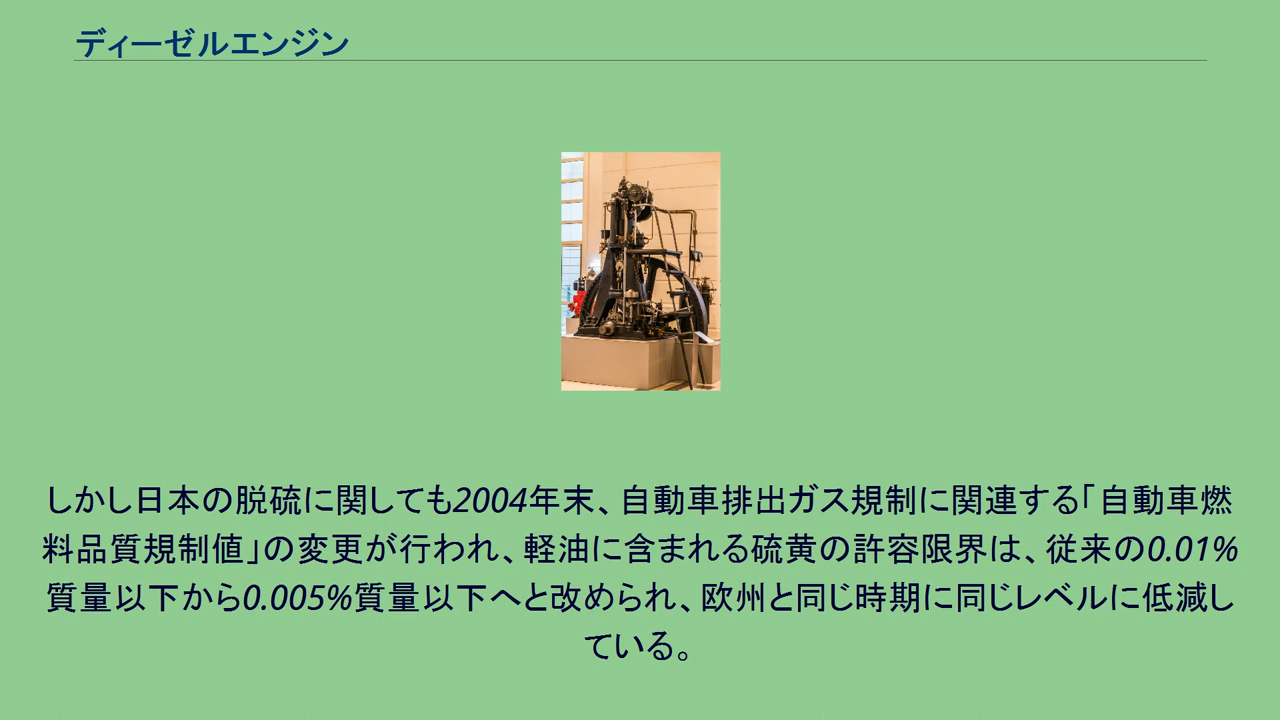 ディーゼルエンジン
しかし日本の脱硫に関しても2004年末、自動車排出ガス規制に関連する「自動車燃
料品質規制値」の変更が行われ、軽油に含まれる硫黄の許容限界は、従来の0.01%
質量以下から0.005%質量以下へと改められ、欧州と同じ時期に同じレベルに低減し
ている。